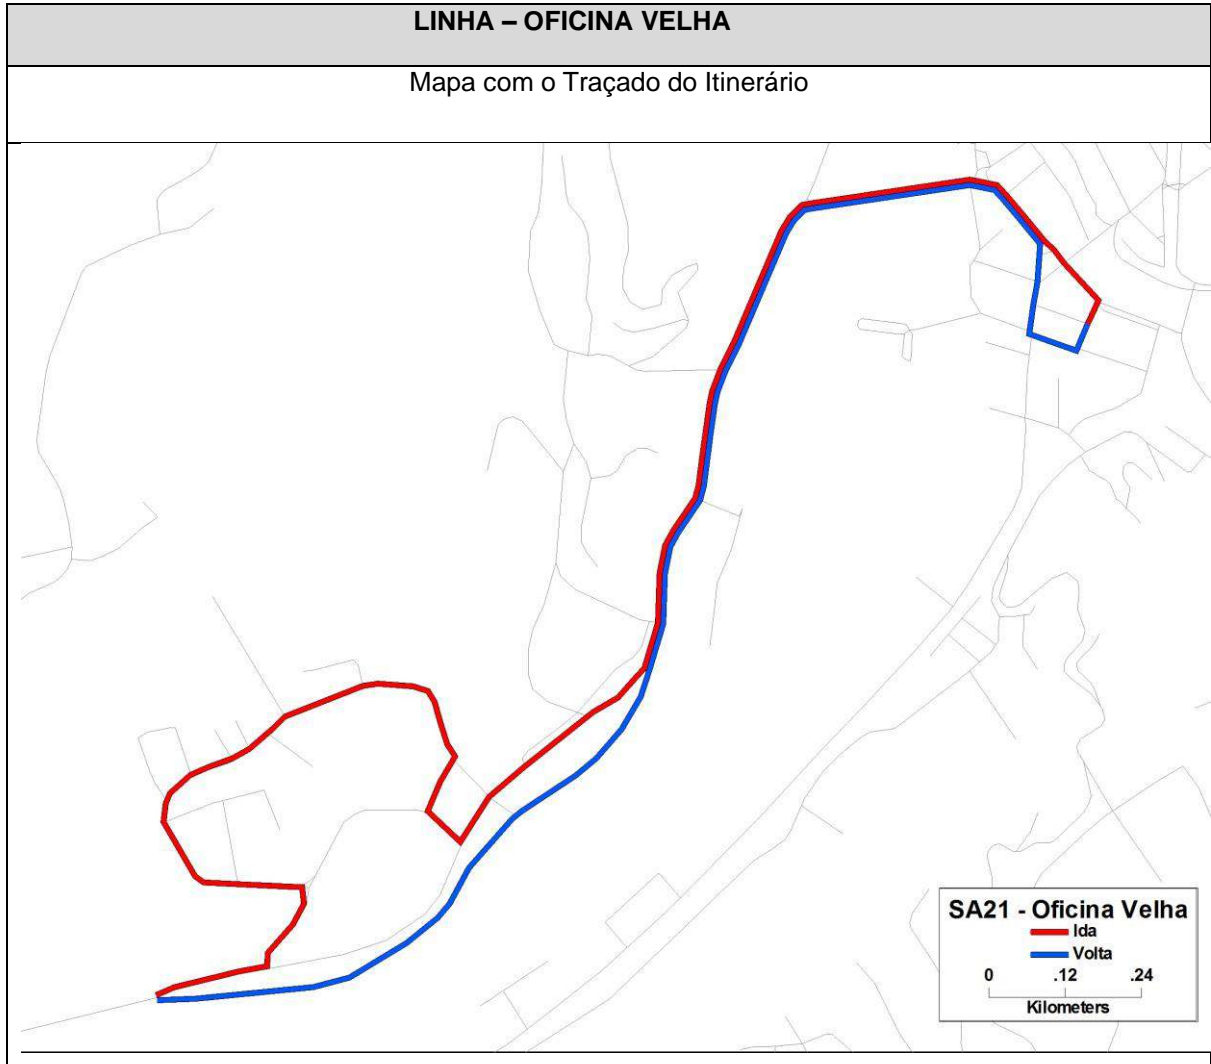 LINHA – OFICINA VELHA
Mapa com o Traçado do Itinerário
SA21 - Oficina Velha
Ida
Volta
0 .12 .24
Kilometers